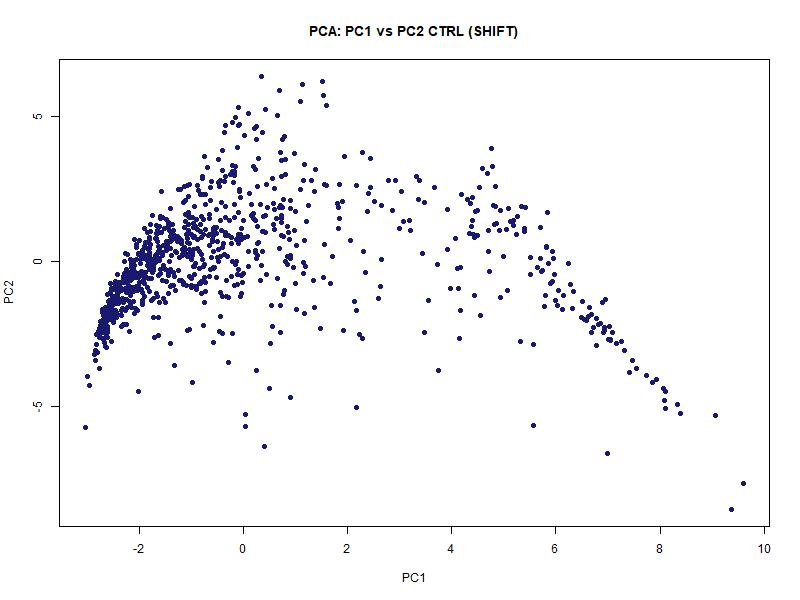 PCA: PC1 vs PC2 CTRL (SHIFT)
5
0
-5
PC2
-2 0 2 4 6 8 10
PC1